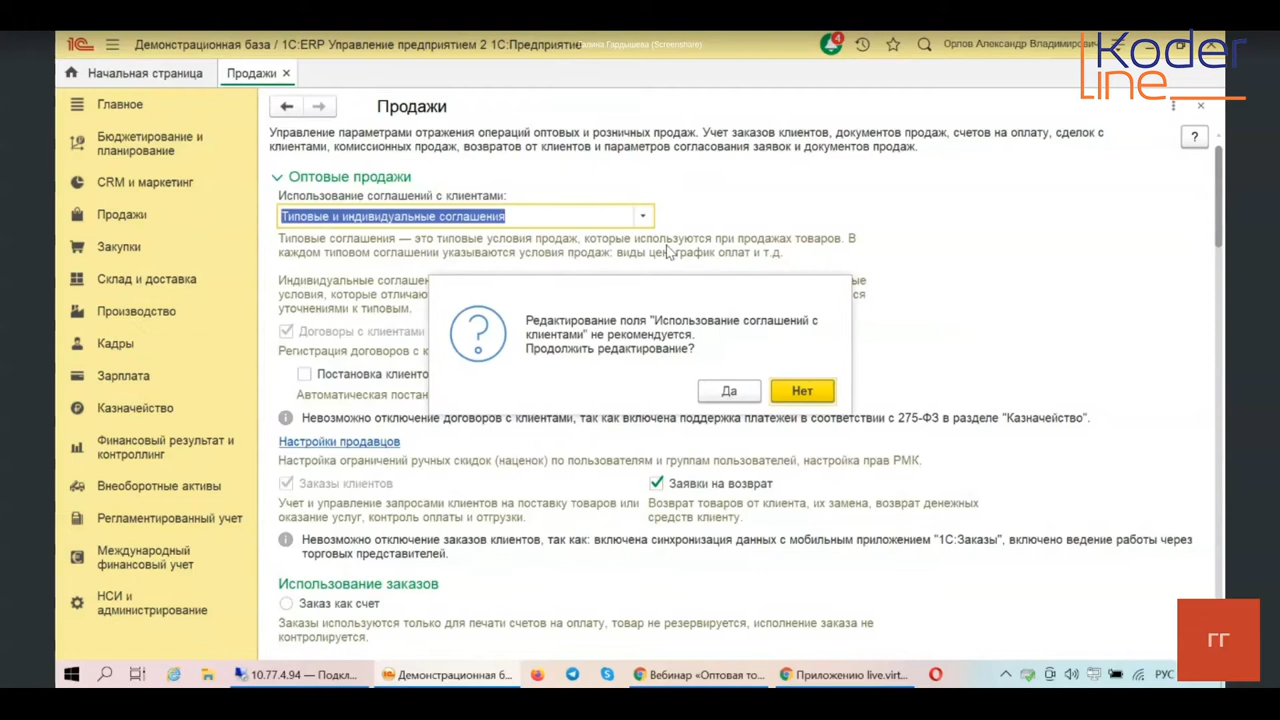 Демонстрационная база / 1С:ERP Управление предприятием 2 1С:Предприятие
Галина Гардышева (Screenshare)
4
Орлов Александр Владимирович
Koder
Line
Начальная страница
Продажи ×
Главное
Бюджетирование и
планирование
CRM и маркетинг
Продажи
Закупки
Склад и доставка
Производство
Кадры
Зарплата
Казначейство
Финансовый результат и
контроллинг
Внеоборотные активы
Регламентированный учет
Международный
финансовый учет
НСИ и
администрирование
Продажи
Управление параметрами отражения операций оптовых и розничных продаж. Учет заказов клиентов, документов продаж, счетов на оплату, сделок с
клиентами, комиссионных продаж, возвратов от клиентов и параметров согласования заявок и документов продаж.
?
Оптовые продажи
Использование соглашений с клиентами:
Типовые и индивидуальные соглашения
Типовые соглашения — это типовые условия продаж, которые используются при продажах товаров. В
каждом типовом соглашении указываются условия продаж: виды цен, график оплат и т.д.
Индивидуальные соглашен
условия, которые отличаю
уточнениями к типовым.
Договоры с клиентами
Регистрация договоров с к
Постановка клиенто
Автоматическая постан
Редактирование поля "Использование соглашений с
клиентами" не рекомендуется.
Продолжить редактирование?
Да
Нет
Невозможно отключение договоров с клиентами, так как включена поддержка платежей в соответствии с 275-ФЗ в разделе "Казначейство".
Настройки продавцов
Настройка ограничений ручных скидок (наценок) по пользователям и группам пользователей, настройка прав РМК.
Заказы клиентов
Учет и управление запросами клиентов на поставку товаров или
оказание услуг, контроль оплаты и отгрузки.
Заявки на возврат
Возврат товаров от клиента, их замена, возврат денежных
средств клиенту.
Невозможно отключение заказов клиентов, так как: включена синхронизация данных с мобильным приложением "1С:Заказы", включено ведение работы через
торговых представителей.
Использование заказов
Заказ как счет
Заказы используются только для печати счетов на оплату, товар не резервируется, исполнение заказа не
контролируется.
ГГ
10.77.4.94 — Подкл...
Демонстрационная б...
Вебинар «Оптовая то...
Приложению live.virt...
РУС